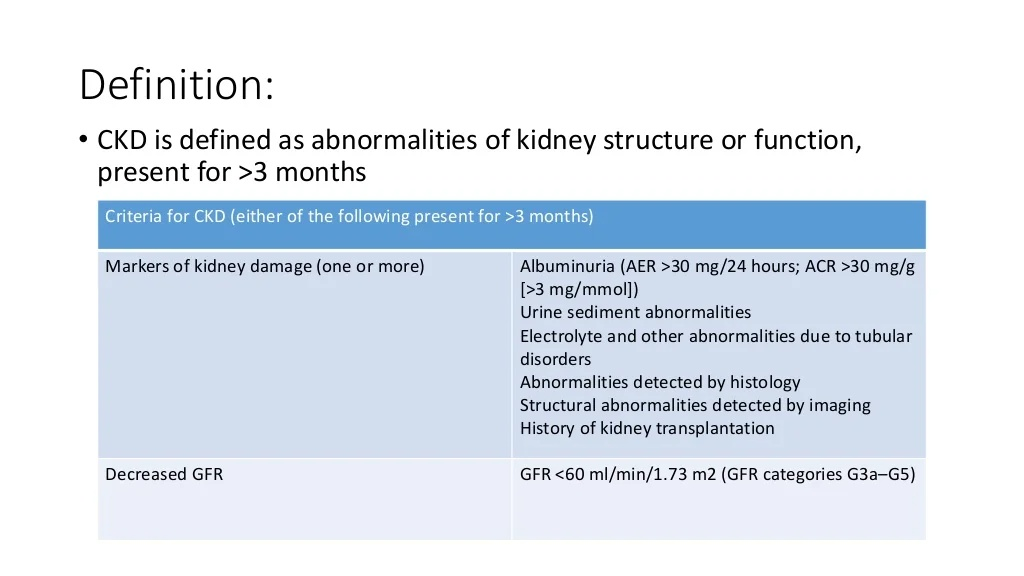 Definition:
• CKD is defined as abnormalities of kidney structure or function,
present for >3 months
Criteria for CKD (either of the following present for >3 months)
Markers of kidney damage (one or more)
Albuminuria (AER >30 mg/24 hours; ACR >30 mg/g
[>3 mg/mmol])
Urine sediment abnormalities
Electrolyte and other abnormalities due to tubular
disorders
Abnormalities detected by histology
Structural abnormalities detected by imaging
History of kidney transplantation
Decreased GFR
GFR <60 ml/min/1.73 m2 (GFR categories G3a–G5)